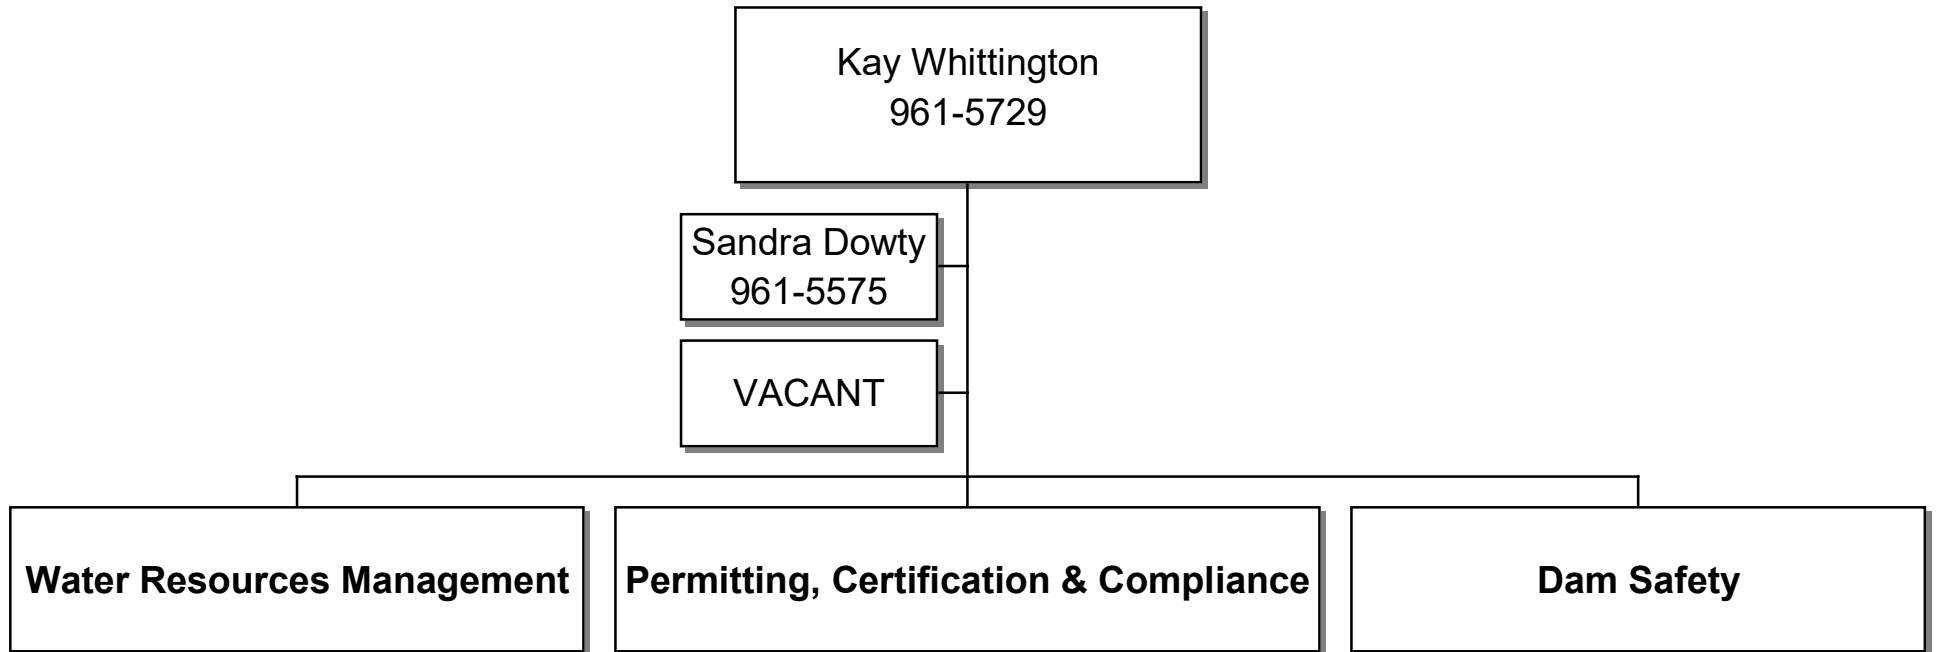 Kay Whittington
961-5729
Sandra Dowty
961-5575
VACANT
Water Resources Management
Permitting, Certification & Compliance
Dam Safety